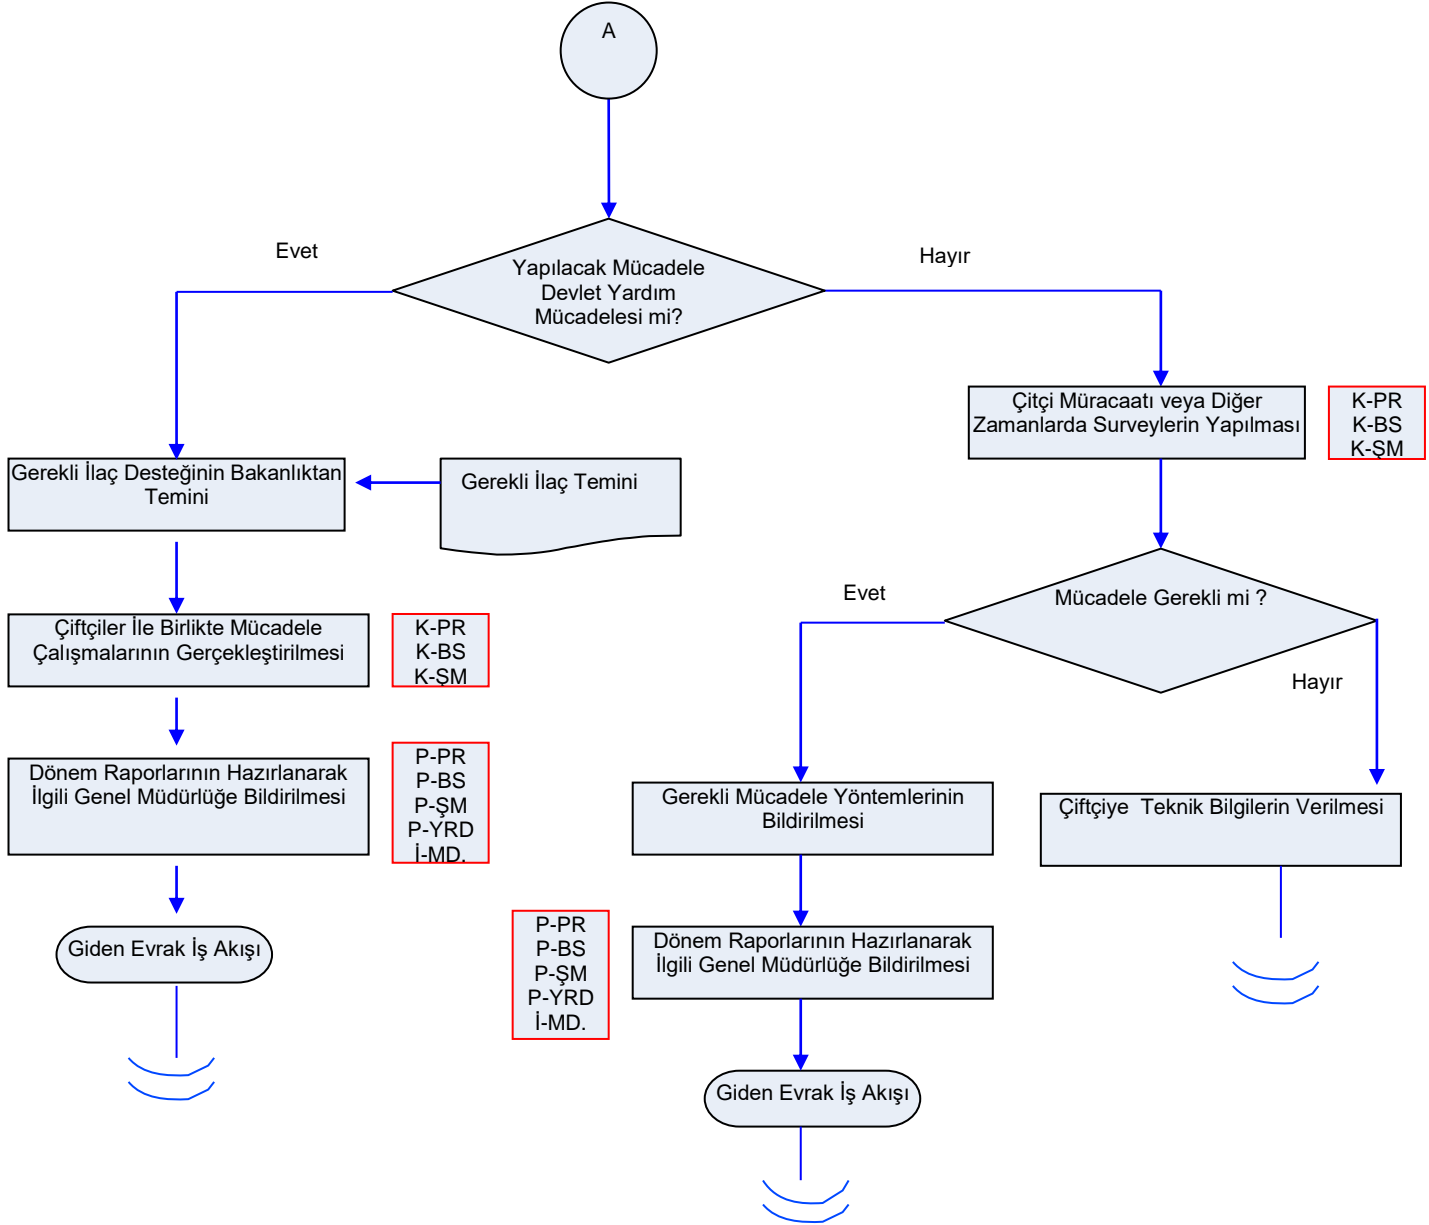 A
Evet
Hayır
Yapılacak Mücadele
Devlet Yardım
Mücadelesi mi?
Çitçi Müracaatı veya Diğer
Zamanlarda Surveylerin Yapılması
K-PR
K-BS
K-ŞM
Gerekli İlaç Desteğinin Bakanlıktan
Temini
Gerekli İlaç Temini
Evet
Mücadele Gerekli mi ?
Hayır
Çiftçiler İle Birlikte Mücadele
Çalışmalarının Gerçekleştirilmesi
K-PR
K-BS
K-ŞM
Dönem Raporlarının Hazırlanarak
İlgili Genel Müdürlüğe Bildirilmesi
P-PR
P-BS
P-ŞM
P-YRD
İ-MD.
Gerekli Mücadele Yöntemlerinin
Bildirilmesi
Çiftçiye  Teknik Bilgilerin Verilmesi
Giden Evrak İş Akışı
P-PR
P-BS
P-ŞM
P-YRD
İ-MD.
Dönem Raporlarının Hazırlanarak
İlgili Genel Müdürlüğe Bildirilmesi
Giden Evrak İş Akışı